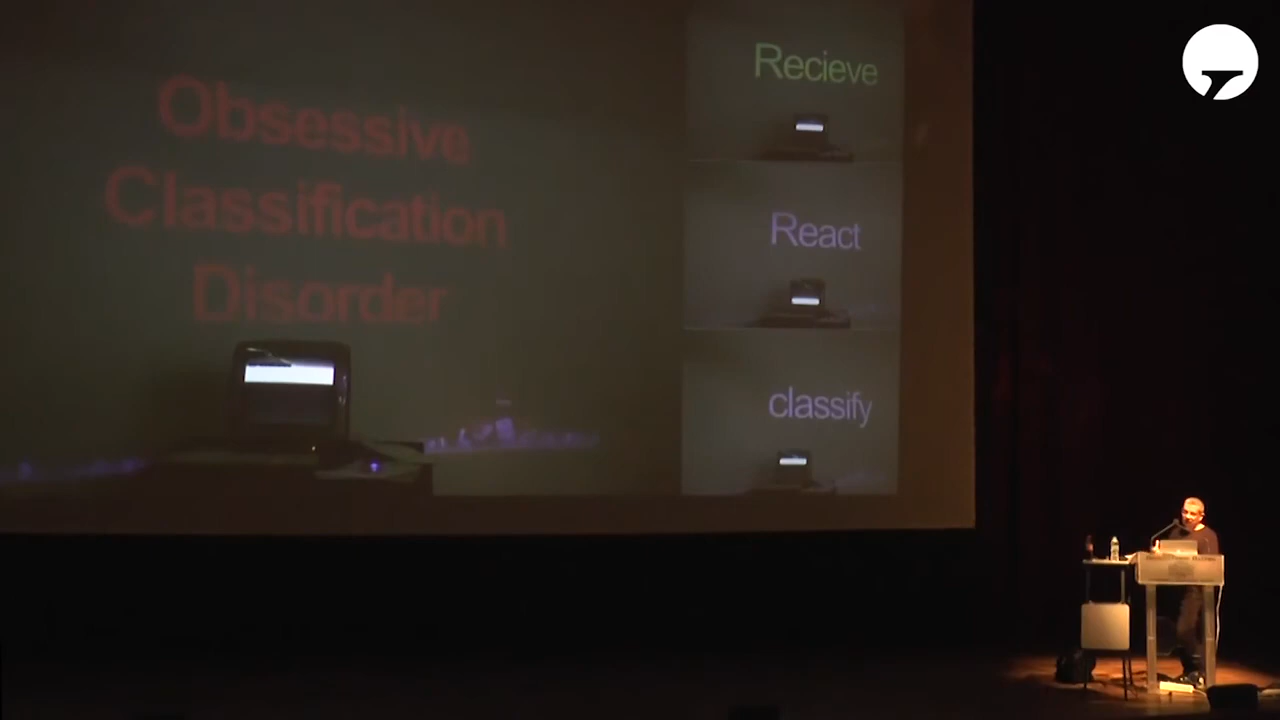 Obsessive
Classification
Disorder
Recieve
React
classify